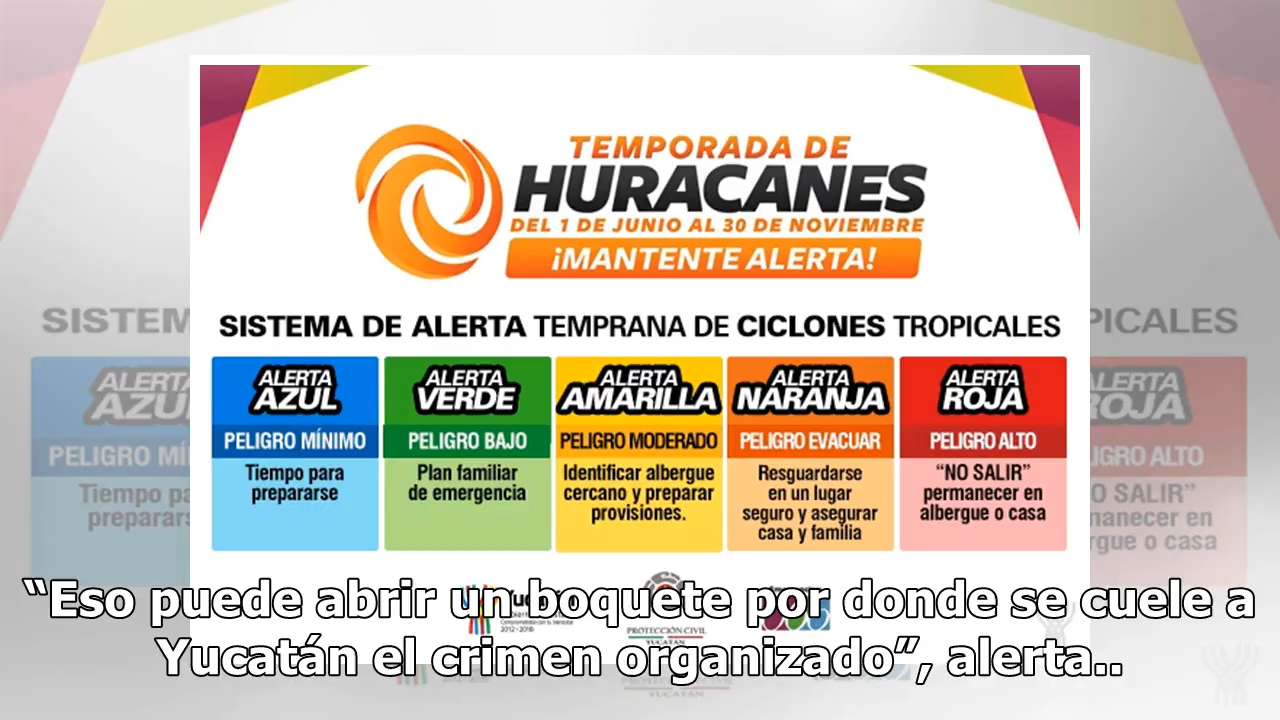 TEMPORADA DE
HURACANES
DEL 1 DE JUNIO AL 30 DE NOVIEMBRE
¡MANTENTE ALERTA!
SISTEMA DE ALERTA TEMPRANA DE CICLONES TROPICALES
ALERTA
AZUL
PELIGRO MÍNIMO
Tiempo para
prepararse
ALERTA
VERDE
PELIGRO BAJO
Plan familiar
de emergencia
ALERTA
AMARILLA
PELIGRO MODERADO
Identificar albergue
cercano y preparar
provisiones.
ALERTA
NARANJA
PELIGRO EVACUAR
Resguardarse
en un lugar
seguro y asegurar
casa y familia
ALERTA
ROJA
PELIGRO ALTO
“NO SALIR”
permanecer en
albergue o casa
2012 - 2018
PROTECCIÓN CIVIL
YUCATÁN
“Eso puede abrir un boquete por donde se cuele a
Yucatán el crimen organizado”, alerta..